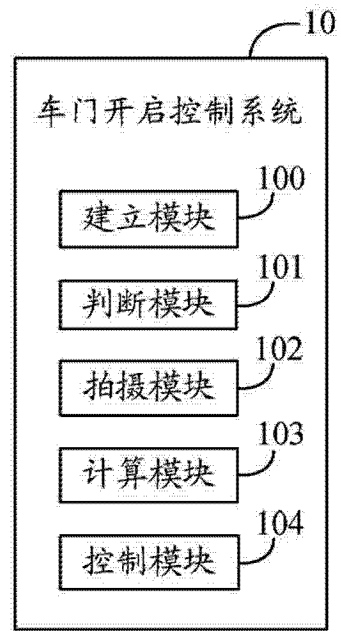 10
车门开启控制系统
100
建立模块
101
判断模块
102
拍摄模块
103
计算模块
104
控制模块